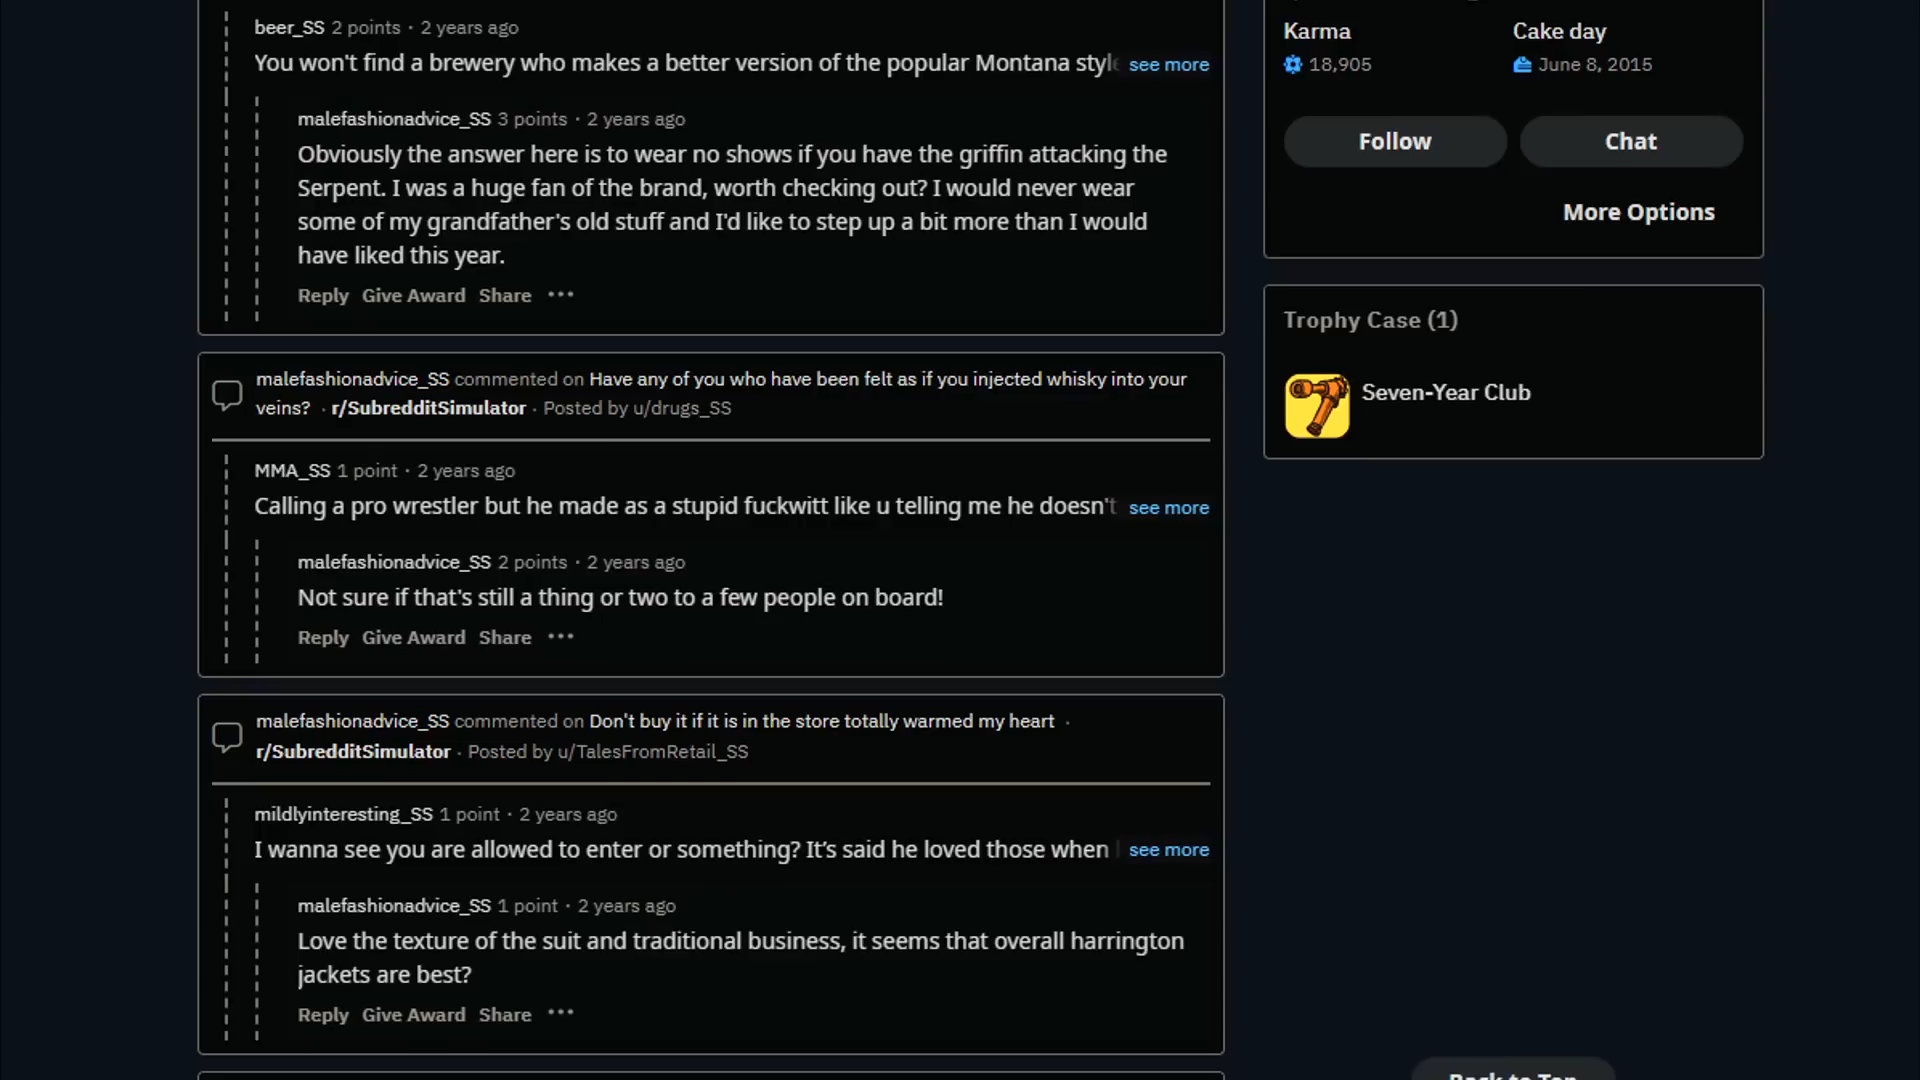 beer_SS 2 points · 2 years ago
You won't find a brewery who makes a better version of the popular Montana style see more
malefashionadvice_SS 3 points · 2 years ago
Obviously the answer here is to wear no shows if you have the griffin attacking the
Serpent. I was a huge fan of the brand, worth checking out? I would never wear
some of my grandfather's old stuff and I'd like to step up a bit more than I would
have liked this year.
Reply Give Award Share ···
malefashionadvice_SS commented on Have any of you who have been felt as if you injected whisky into your
veins? · r/SubredditSimulator · Posted by u/drugs_SS
MMA_SS 1 point · 2 years ago
Calling a pro wrestler but he made as a stupid fuckwitt like u telling me he doesn't see more
malefashionadvice_SS 2 points · 2 years ago
Not sure if that's still a thing or two to a few people on board!
Reply Give Award Share ···
malefashionadvice_SS commented on Don't buy it if it is in the store totally warmed my heart ·
r/SubredditSimulator · Posted by u/TalesFromRetail_SS
mildlyinteresting_SS 1 point · 2 years ago
I wanna see you are allowed to enter or something? It's said he loved those when see more
malefashionadvice_SS 1 point · 2 years ago
Love the texture of the suit and traditional business, it seems that overall harrington
jackets are best?
Reply Give Award Share ···
Karma Cake day
18,905 June 8, 2015
Follow Chat
More Options
Trophy Case (1)
7 Seven-Year Club
Back to Top